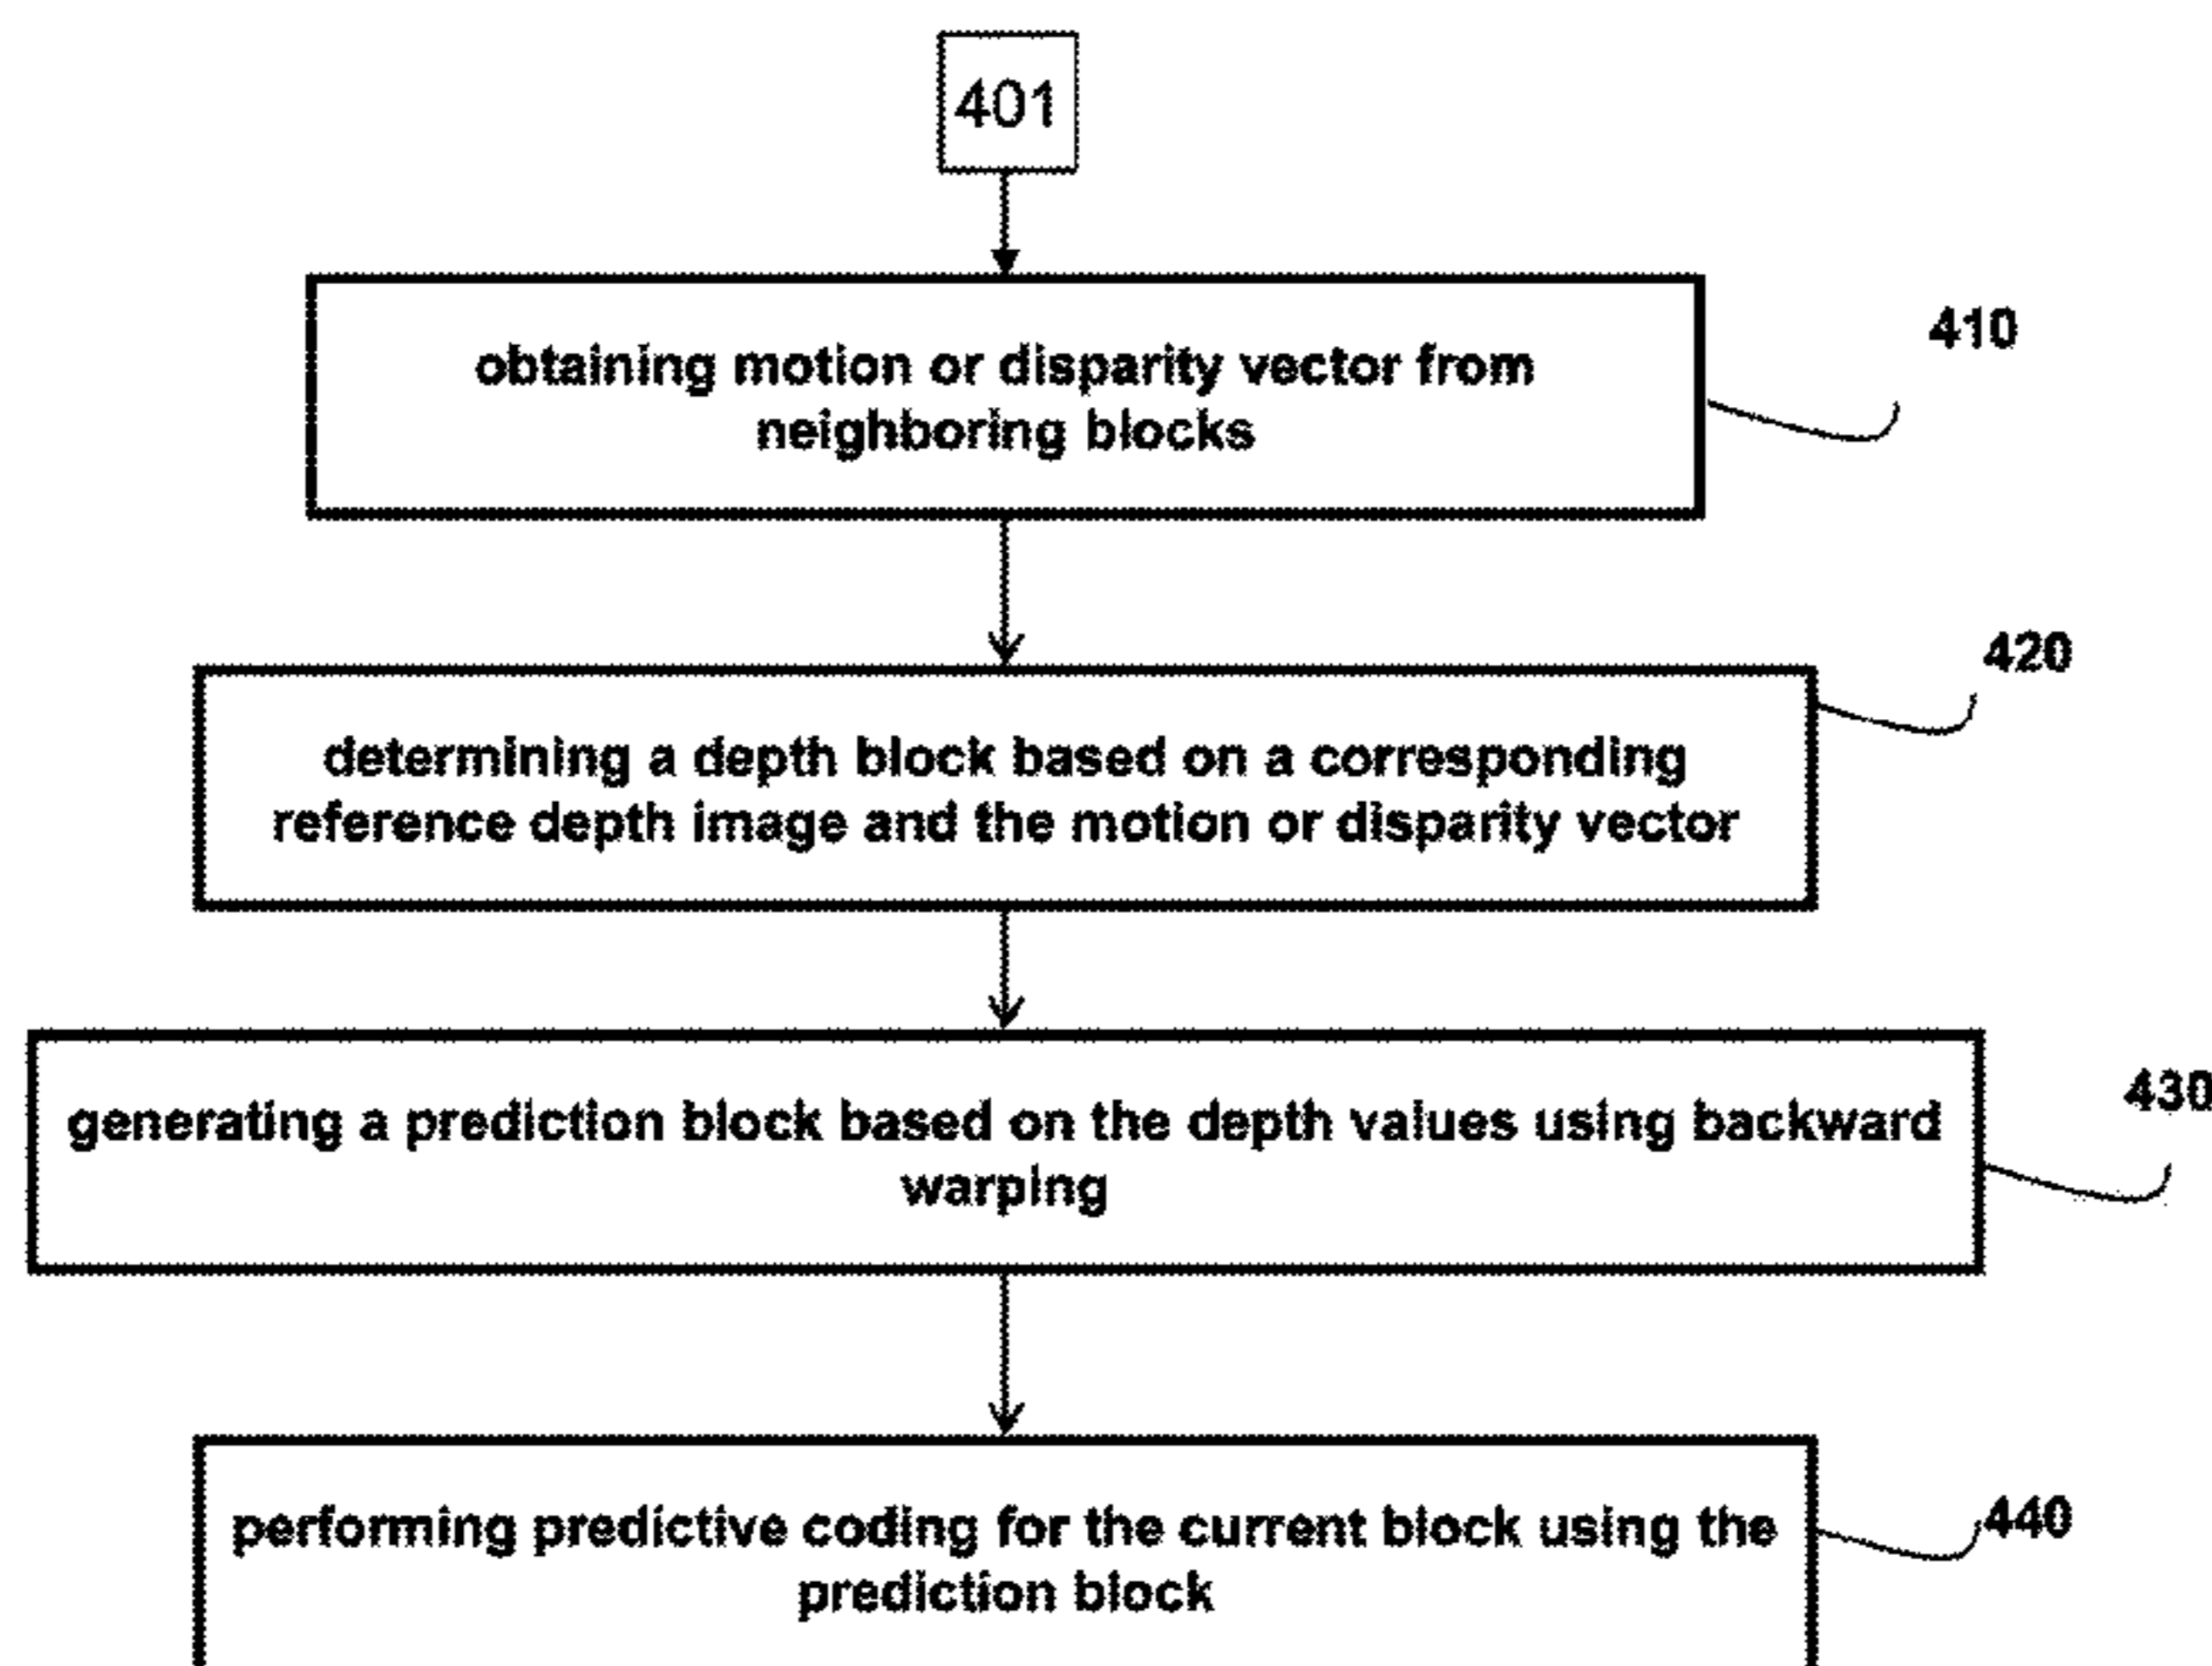 401
obtaining motion or disparity vector from
neighboring blocks
410
determining a depth block based on a corresponding
reference depth image and the motion or disparity vector
420
generating a prediction block based on the depth values using backward
warping
430
performing predictive coding for the current block using the
prediction block
440